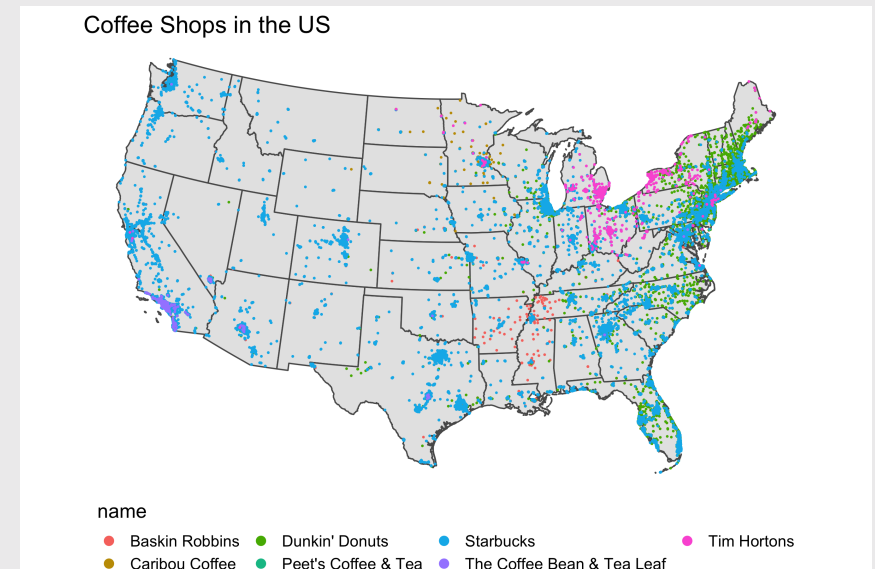 Coffee Shops in the US
name
Baskin Robbins Dunkin' Donuts Starbucks Tim Hortons
Caribou Coffee Peet's Coffee & Tea The Coffee Bean & Tea Leaf